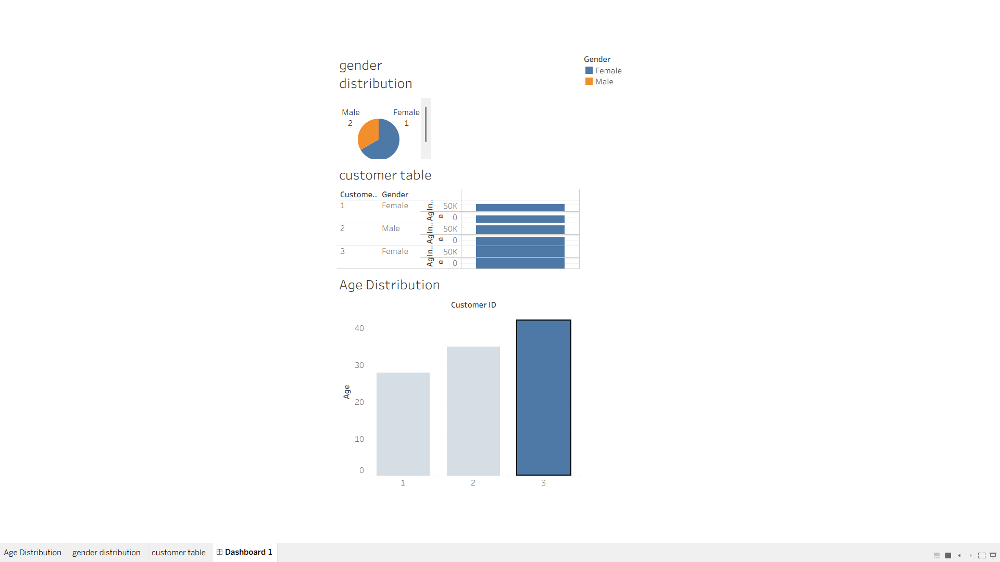 gender
distribution
Gender
Female
Male
Male
2
Female
1
customer table
Custome.. Gender
1 Female AgIn.. 50K
e 0
2 Male AgIn.. 50K
e 0
3 Female AgIn.. 50K
e 0
Age Distribution
Customer ID
40
30
Age
20
10
0
1 2 3
Age Distribution gender distribution customer table Dashboard 1